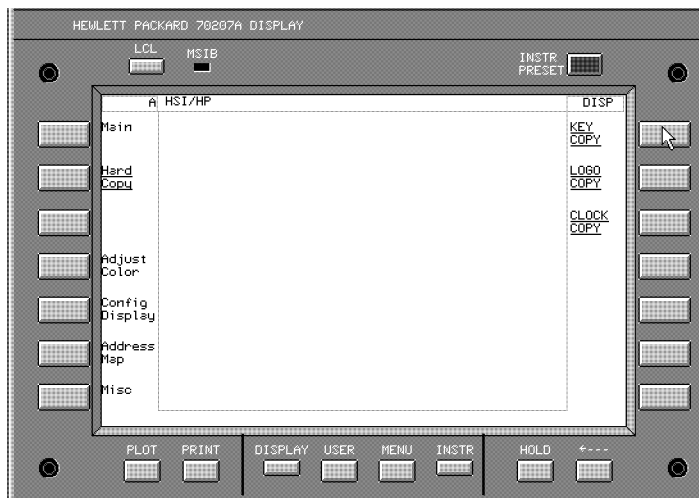 HEWLETT PACKARD 70207A DISPLAY
LCL
MSIB
INSTR
PRESET
A HSI/HP DISP
Main
KEY
COPY
Hard
Copy
LOGO
COPY
CLOCK
COPY
Adjust
Color
Config
Display
Address
Map
Misc
PLOT PRINT DISPLAY USER MENU INSTR HOLD <---